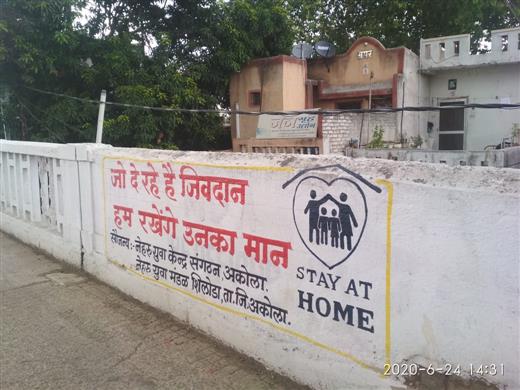 जो दे रहे है जिवदान
हम रखेंगे उनका मान
सौजन्य:- नेहरु युवा केन्द्र संगठन, अकोला.
नेहरु युवा मंडळ शिलोडा, ता.जि.अकोला.
STAY AT
HOME
2020-6-24 14:31